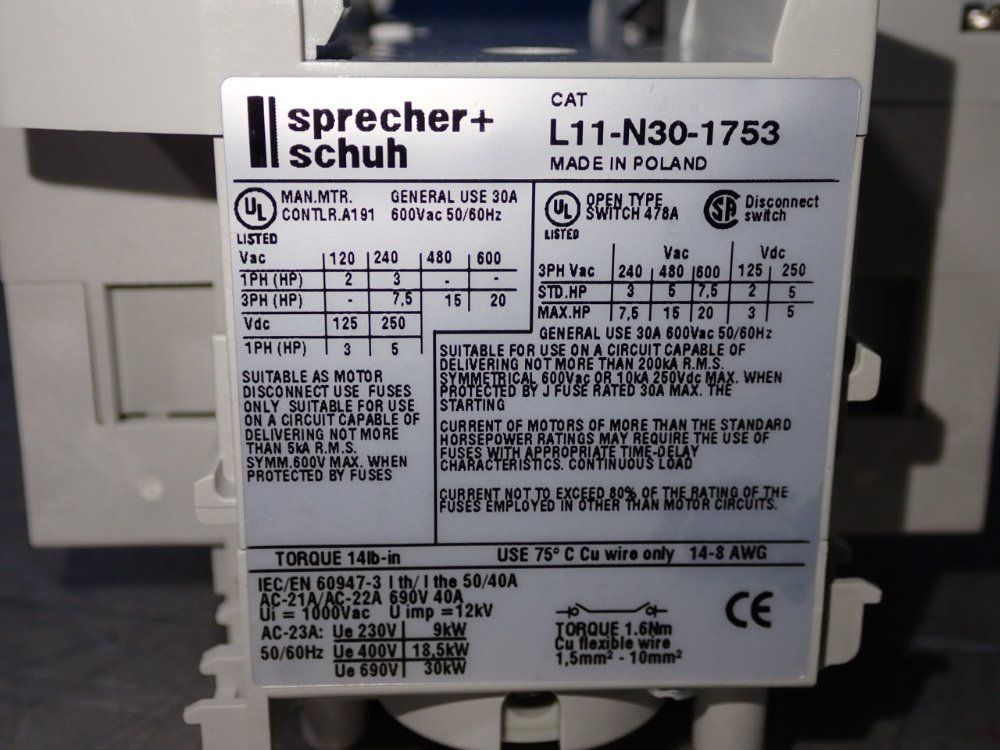 sprecher+
schuh
CAT
L11-N30-1753
MADE IN POLAND
UL
LISTED
MAN.MTR. GENERAL USE 30A
CONTLR.A191 600Vac 50/60Hz
Vac 120 240 480 600
1PH (HP) 2 3 - -
3PH (HP) - 7,5 15 20
Vdc 125 250
1PH (HP) 3 5
SUITABLE AS MOTOR
DISCONNECT USE FUSES
ONLY SUITABLE FOR USE
ON A CIRCUIT CAPABLE OF
DELIVERING NOT MORE
THAN 5kA R.M.S.
SYMM.600V MAX. WHEN
PROTECTED BY FUSES
UL
LISTED
OPEN TYPE
SWITCH 478A
SA Disconnect
switch
Vac Vdc
3PH Vac 240 480 600 125 250
STD.HP 3 5 7,5 2 5
MAX.HP 7,5 15 20 3 5
GENERAL USE 30A 600Vac 50/60Hz
SUITABLE FOR USE ON A CIRCUIT CAPABLE OF
DELIVERING NOT MORE THAN 200kA R.M.S.
SYMMETRICAL 600Vac OR 10kA 250Vdc MAX. WHEN
PROTECTED BY J FUSE RATED 30A MAX. THE
STARTING
CURRENT OF MOTORS OF MORE THAN THE STANDARD
HORSEPOWER RATINGS MAY REQUIRE THE USE OF
FUSES WITH APPROPRIATE TIME-DELAY
CHARACTERISTICS. CONTINUOUS LOAD
CURRENT NOT TO EXCEED 80% OF THE RATING OF THE
FUSES EMPLOYED IN OTHER THAN MOTOR CIRCUITS.
TORQUE 14lb-in USE 75° C Cu wire only 14-8 AWG
IEC/EN 60947-3 I th/ I the 50/40A
AC-21A/AC-22A 690V 40A
Ui = 1000Vac U imp =12kV
AC-23A: Ue 230V 9kW
50/60Hz Ue 400V 18,5kW
Ue 690V 30kW
TORQUE 1.6Nm
Cu flexible wire
1,5mm² - 10mm²
CE